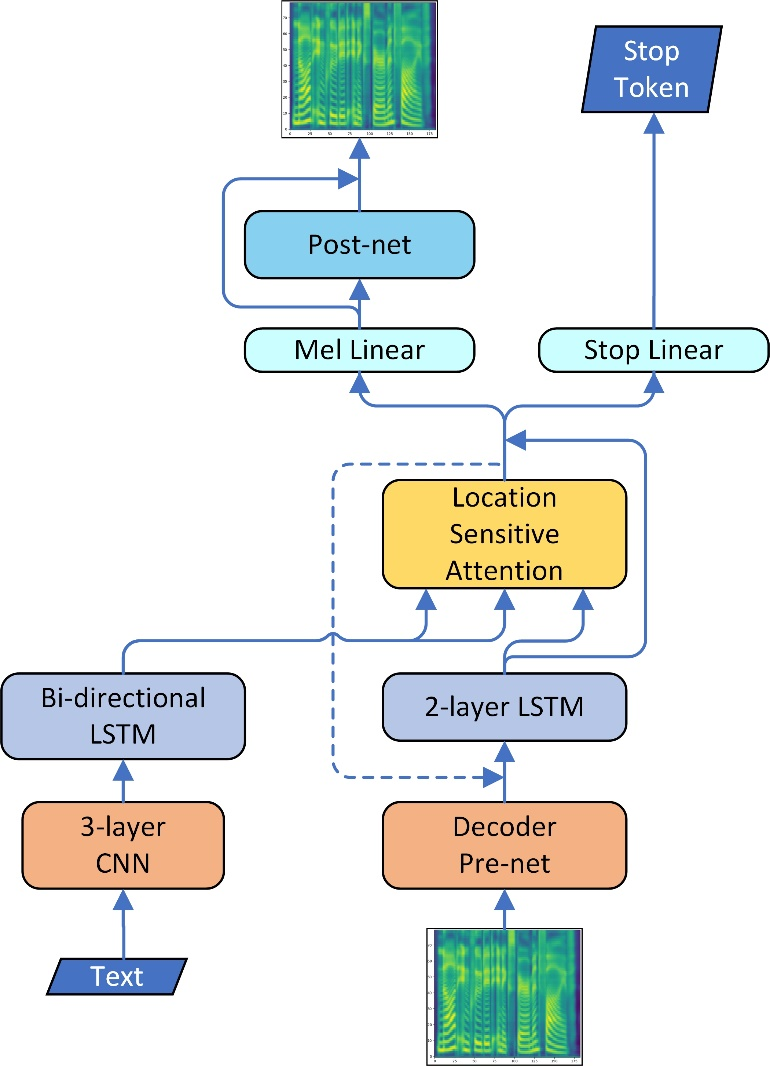 Stop
Token
Post-net
Mel Linear
Stop Linear
Location
Sensitive
Attention
Bi-directional
LSTM
2-layer LSTM
3-layer
CNN
Decoder
Pre-net
Text